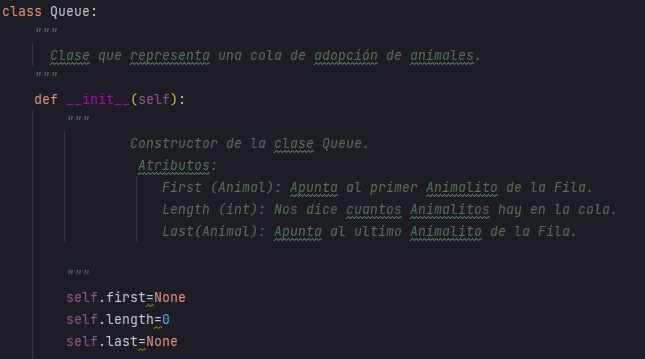 class Queue:
"""
Clase que representa una cola de adopción de animales.
"""
def __init__(self):
"""
Constructor de la clase Queue.
Atributos:
First (Animal): Apunta al primer Animalito de la Fila.
Length (int): Nos dice cuantos Animalitos hay en la cola.
Last(Animal): Apunta al ultimo Animalito de la Fila.
"""
self.first=None
self.length=0
self.last=None